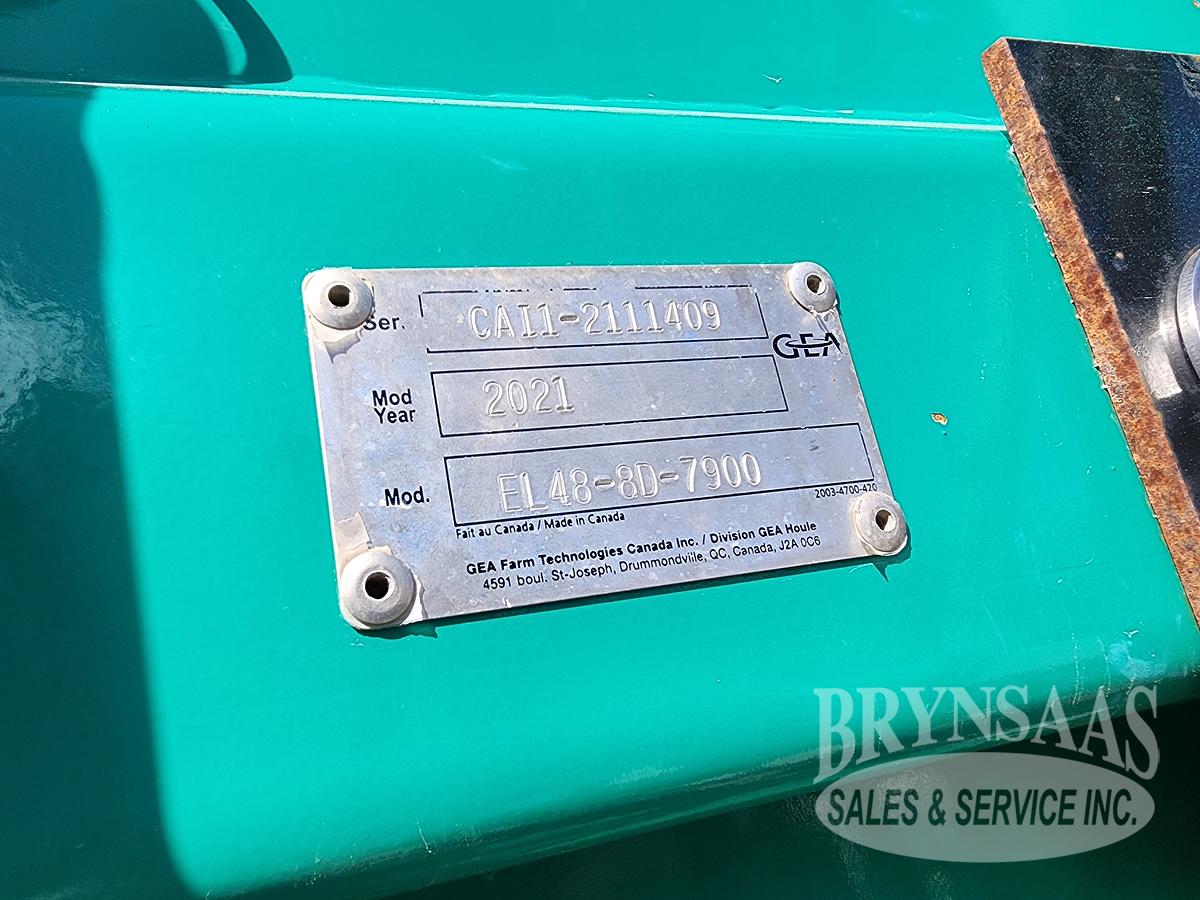 Ser. CAI1-2111409
GEA
Mod Year 2021
Mod. EL48-8D-7900
Fait au Canada / Made in Canada 2003-4700-420
GEA Farm Technologies Canada Inc. / Division GEA Houle
4591 boul. St-Joseph, Drummondville, QC, Canada, J2A 0C6
BRYNSAAS
SALES & SERVICE INC.